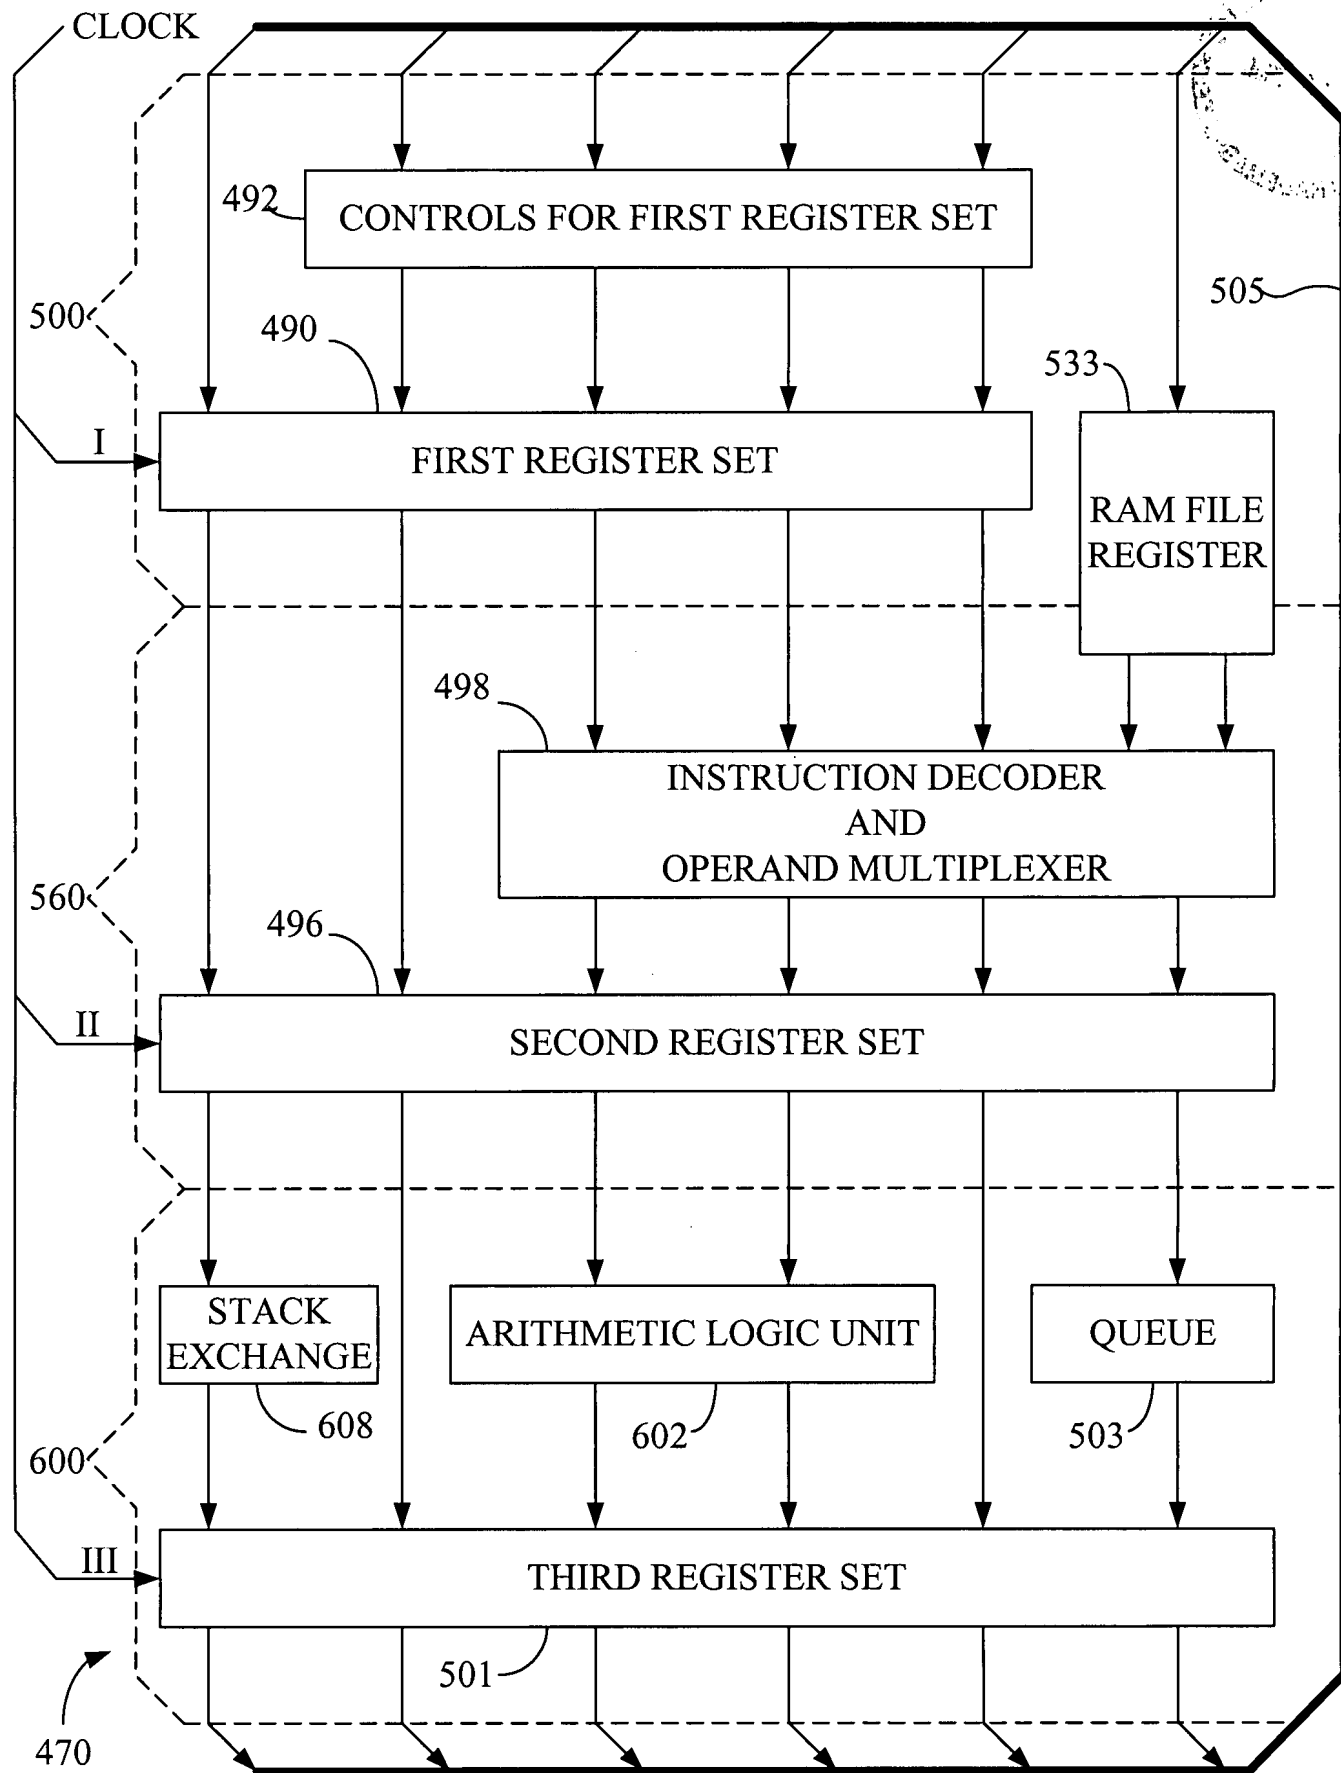 CLOCK
492
CONTROLS FOR FIRST REGISTER SET
500
505
490
533
I
FIRST REGISTER SET
RAM FILE
REGISTER
498
INSTRUCTION DECODER
AND
OPERAND MULTIPLEXER
560
496
II
SECOND REGISTER SET
STACK
EXCHANGE
ARITHMETIC LOGIC UNIT
QUEUE
608
602
503
600
III
THIRD REGISTER SET
501
470